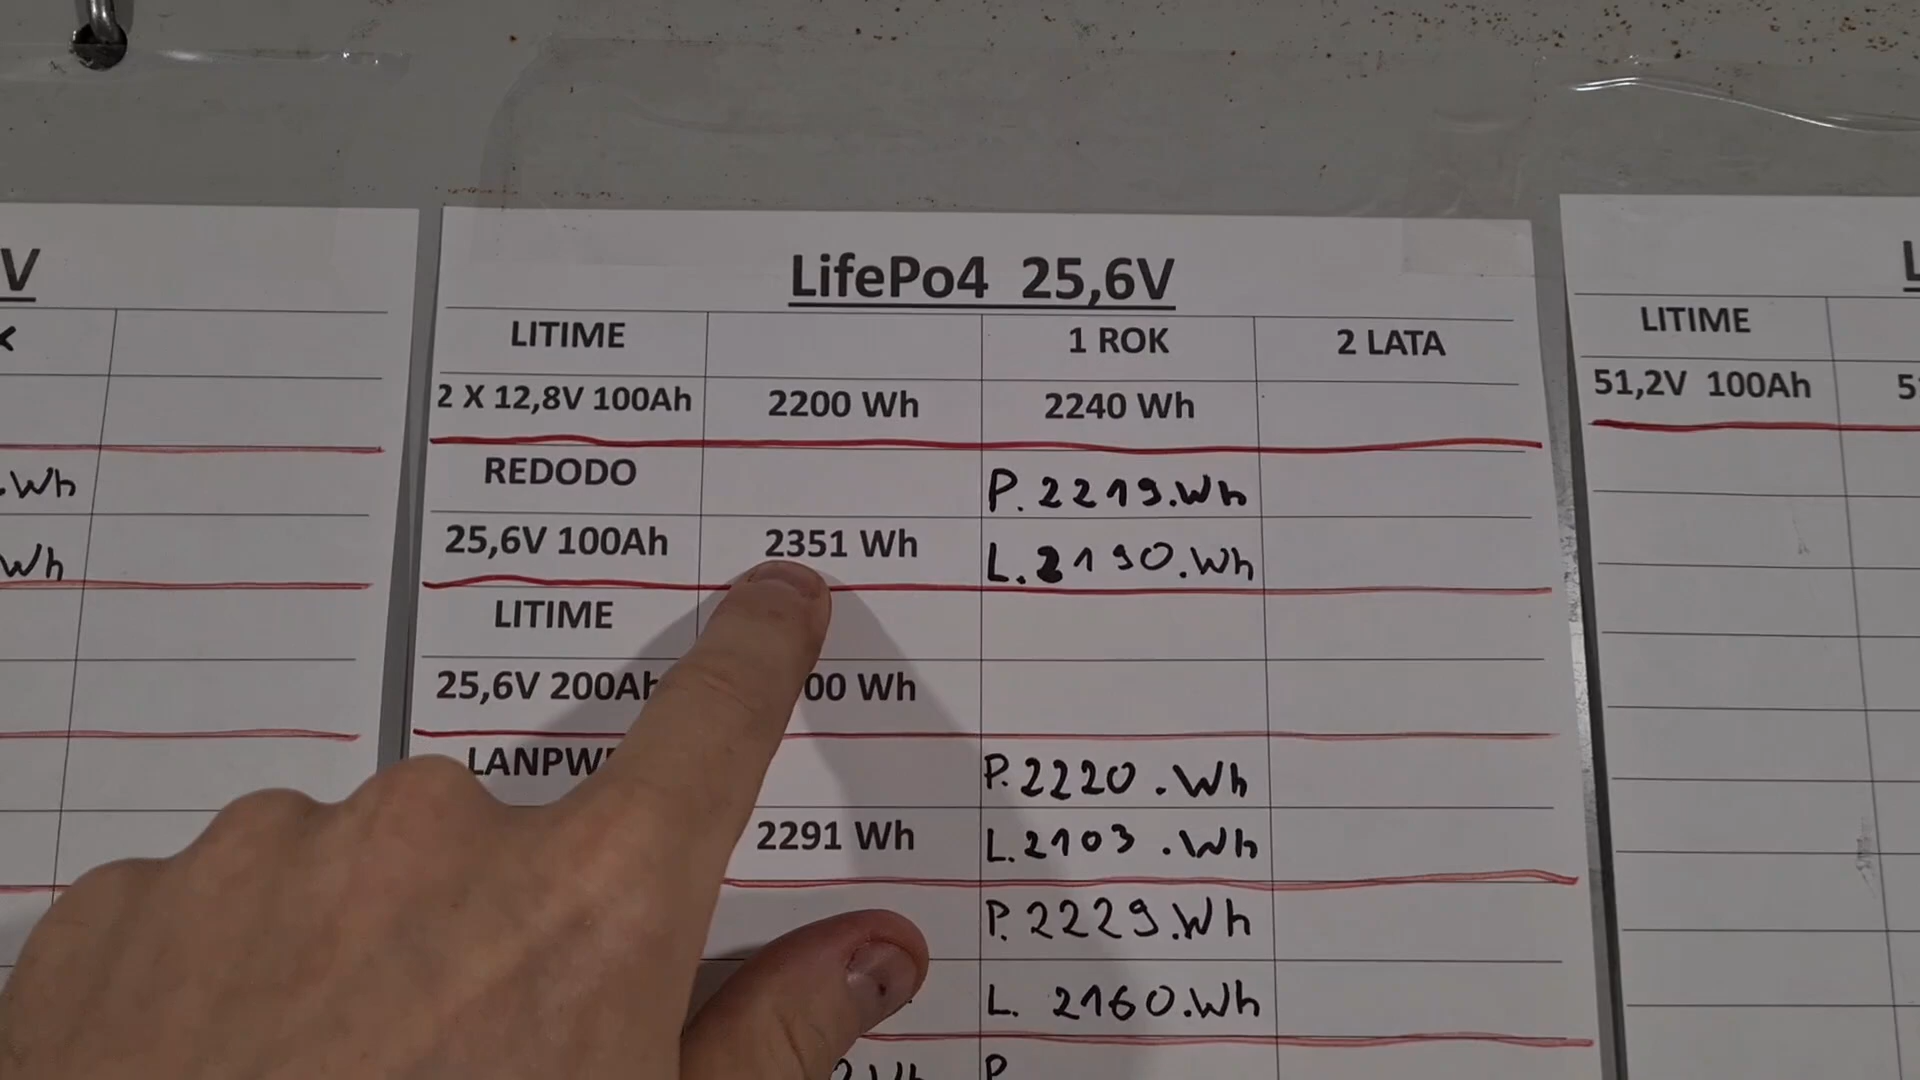 V
.Wh
Wh
LifePo4 25,6V
LITIME 1 ROK 2 LATA
2 X 12,8V 100Ah 2200 Wh 2240 Wh
REDODO P. 2219.Wh
25,6V 100Ah 2351 Wh L. 2190.Wh
LITIME
25,6V 200Ah 00 Wh
LANPW P. 2220 . Wh
2291 Wh L. 2103 . Wh
P. 2229.Wh
L. 2160.Wh
P
L
LITIME
51,2V 100Ah 5